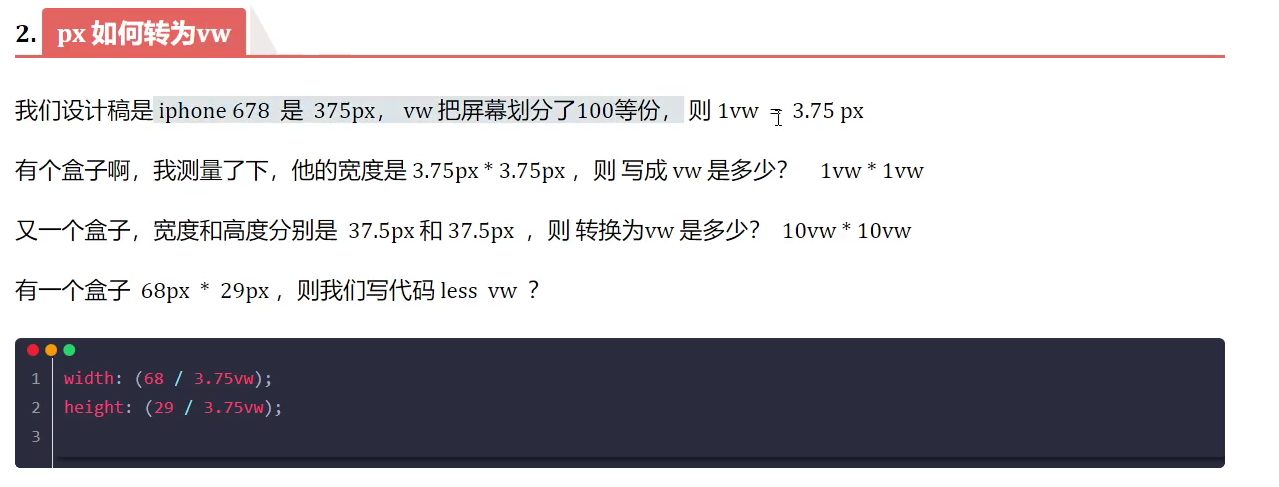 2. px 如何转为vw
我们设计稿是 iphone 678 是 375px， vw 把屏幕划分了100等份， 则 1vw = 3.75 px
有个盒子啊，我测量了下，他的宽度是 3.75px * 3.75px ，则 写成 vw 是多少？ 1vw * 1vw
又一个盒子，宽度和高度分别是 37.5px 和 37.5px ，则 转换为vw 是多少？ 10vw * 10vw
有一个盒子 68px * 29px ，则我们写代码 less vw ？
1 width: (68 / 3.75vw);
2 height: (29 / 3.75vw);
3